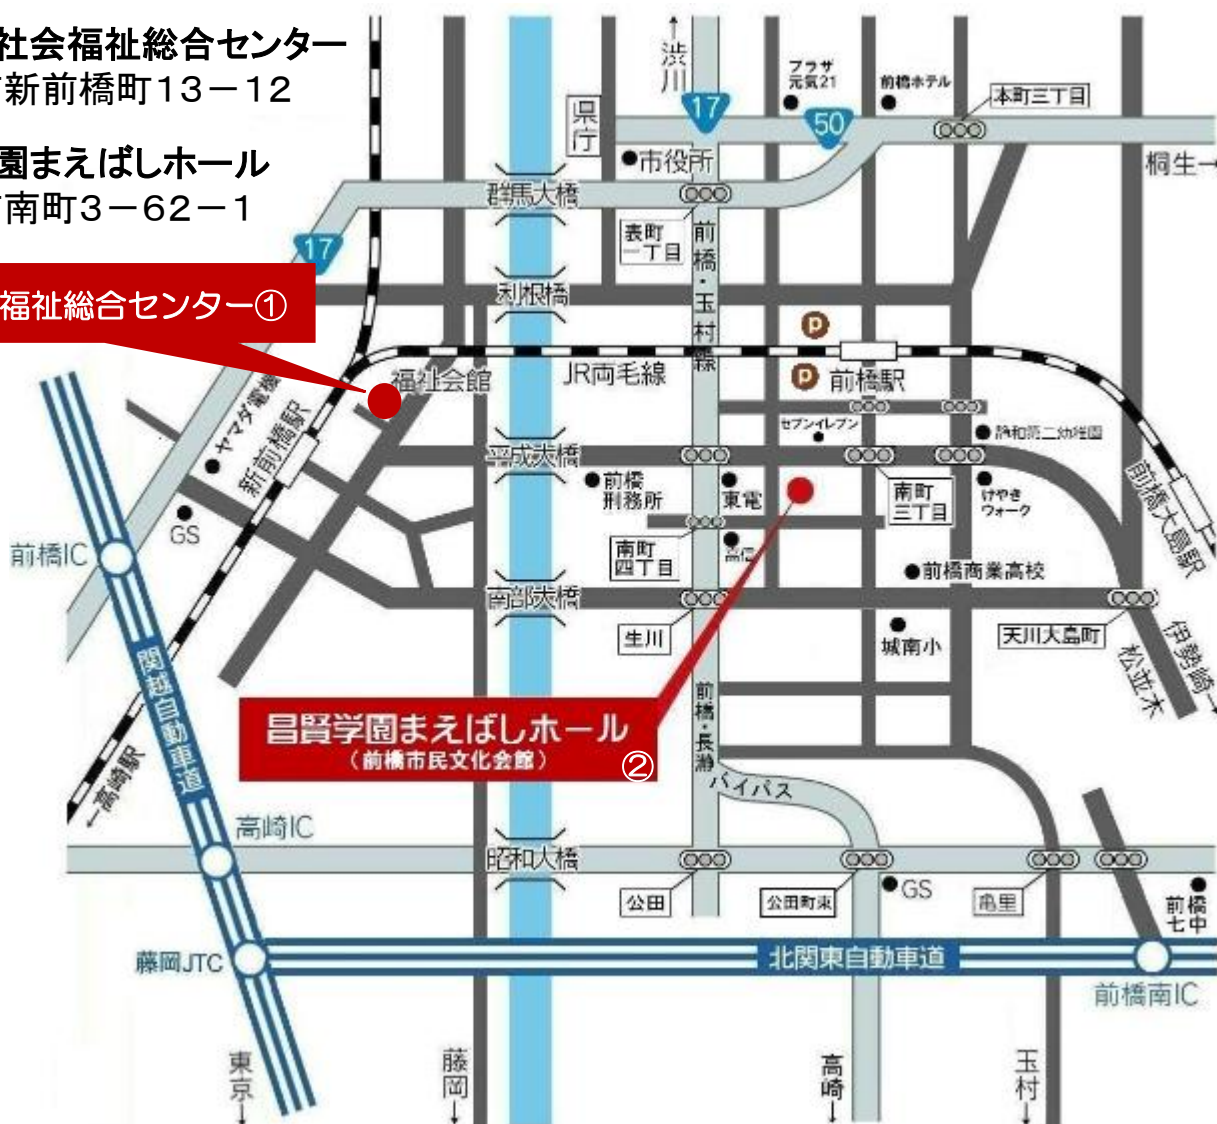 社会福祉総合センター
新前橋町13－12
園まえばしホール
南町3－62－1
福祉総合センター①
↑渋川
17
プラザ
元気21
前橋ホテル
本町三丁目
50
県庁
市役所
桐生→
群馬大橋
表町
一丁目
前橋・玉村線
17
利根橋
P
P
JR両毛線
前橋駅
福祉会館
ヤマダ電機
新前橋駅
セブンイレブン
静和第二幼稚園
平成大橋
前橋
刑務所
東電
南町
三丁目
けやき
ウォーク
前橋大島駅
GS
前橋IC
南町
四丁目
高信
前橋商業高校
南部大橋
生川
城南小
天川大島町
伊勢崎→
松並木
関越自動車道
昌賢学園まえばしホール
（前橋市民文化会館）
②
前橋・長瀞
バイパス
←高崎駅
高崎IC
昭和大橋
公田
公田町東
GS
亀里
前橋
七中
藤岡JTC
北関東自動車道
前橋南IC
東京↓
藤岡↓
高崎↓
玉村↓